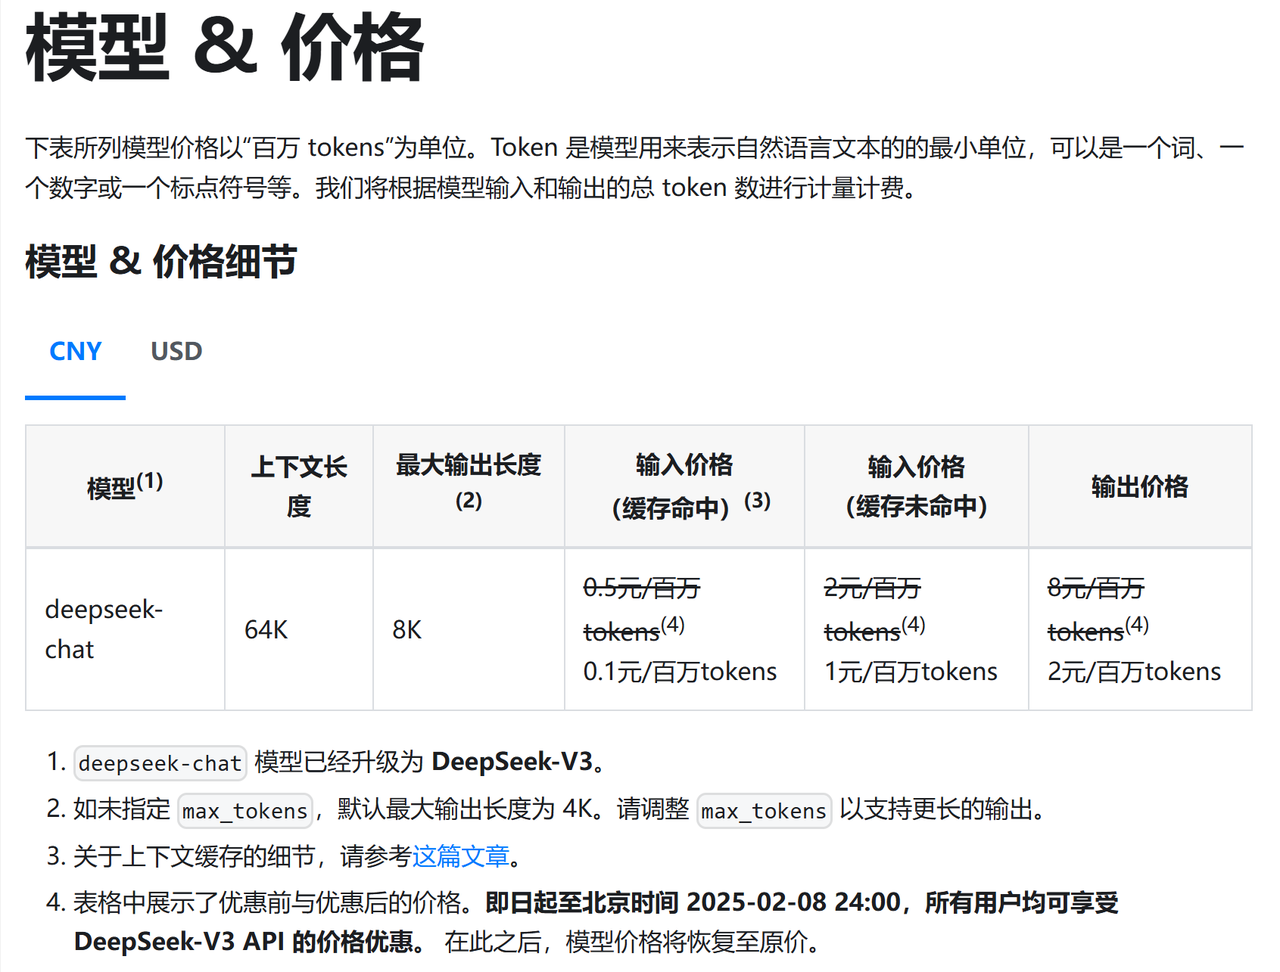 模型 & 价格
下表所列模型价格以“百万 tokens”为单位。Token 是模型用来表示自然语言文本的的最小单位，可以是一个词、一
个数字或一个标点符号等。我们将根据模型输入和输出的总 token 数进行计量计费。
模型 & 价格细节
CNY USD
模型(1)
上下文长
度
最大输出长度
(2)
输入价格
（缓存命中）(3)
输入价格
（缓存未命中）
输出价格
deepseek-
chat
64K
8K
0.5元/百万
tokens(4)
0.1元/百万tokens
2元/百万
tokens(4)
1元/百万tokens
8元/百万
tokens(4)
2元/百万tokens
1. deepseek-chat 模型已经升级为 DeepSeek-V3。
2. 如未指定 max_tokens，默认最大输出长度为 4K。请调整 max_tokens 以支持更长的输出。
3. 关于上下文缓存的细节，请参考这篇文章。
4. 表格中展示了优惠前与优惠后的价格。即日起至北京时间 2025-02-08 24:00，所有用户均可享受
DeepSeek-V3 API 的价格优惠。 在此之后，模型价格将恢复至原价。